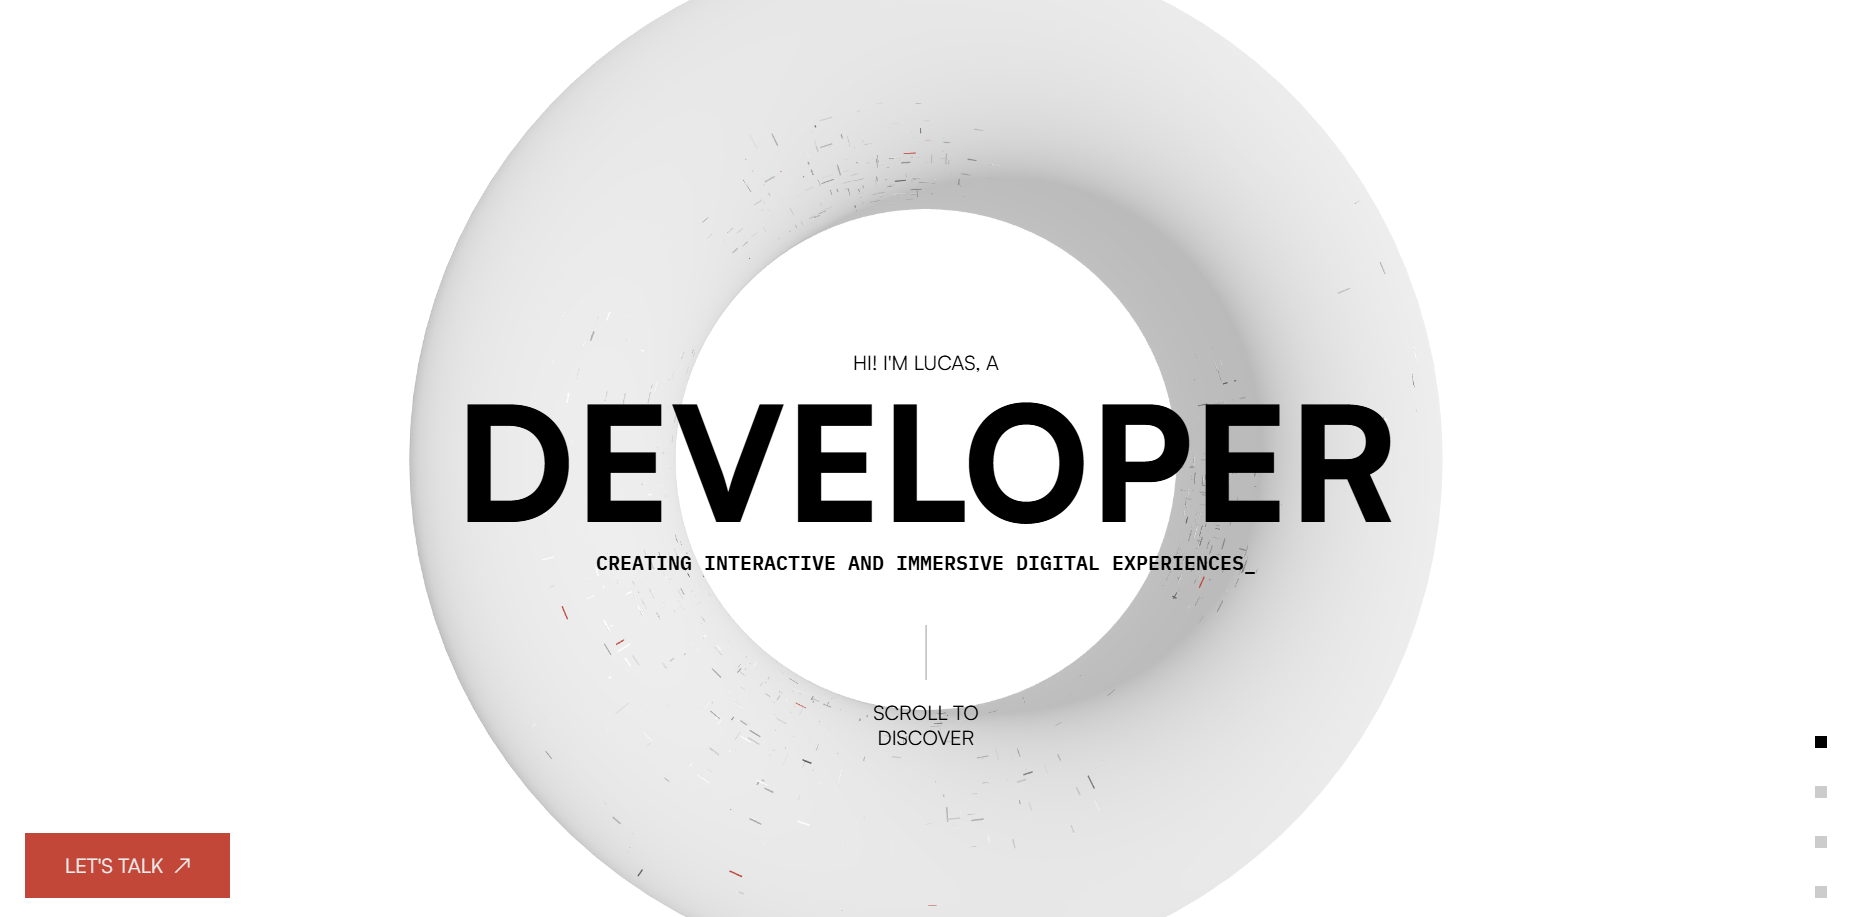 HI! I'M LUCAS, A
DEVELOPER
CREATING INTERACTIVE AND IMMERSIVE DIGITAL EXPERIENCES_
SCROLL TO
DISCOVER
LET'S TALK